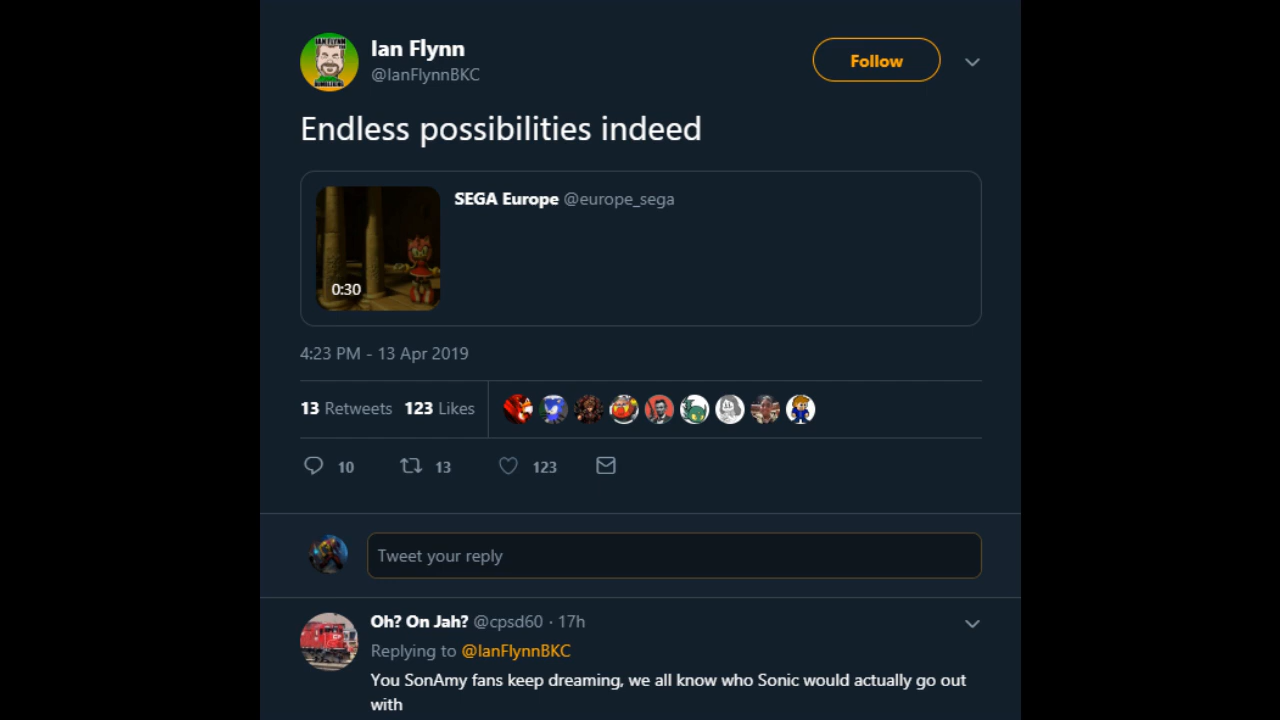 Ian Flynn
@IanFlynnBKC
Follow
Endless possibilities indeed
SEGA Europe @europe_sega
0:30
4:23 PM - 13 Apr 2019
13 Retweets 123 Likes
10 13 123
Tweet your reply
Oh? On Jah? @cpsd60 · 17h
Replying to @IanFlynnBKC
You SonAmy fans keep dreaming, we all know who Sonic would actually go out
with